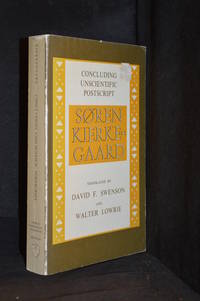 CONCLUDING
UNSCIENTIFIC
POSTSCRIPT
SØREN
KIERKE
GAARD
TRANSLATED BY
DAVID F. SWENSON
AND
WALTER LOWRIE